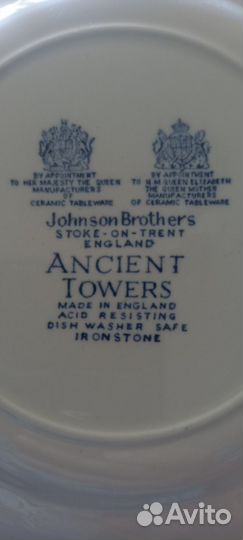 BY APPOINTMENT
TO HER MAJESTY THE QUEEN
MANUFACTURERS
OF
CERAMIC TABLEWARE
BY APPOINTMENT
TO H M QUEEN ELIZABETH
THE QUEEN MOTHER
MANUFACTURERS
OF CERAMIC TABLEWARE
Johnson Brothers
STOKE-ON-TRENT
ENGLAND
ANCIENT
TOWERS
MADE IN ENGLAND
ACID RESISTING
DISH WASHER SAFE
IRONSTONE
Avito